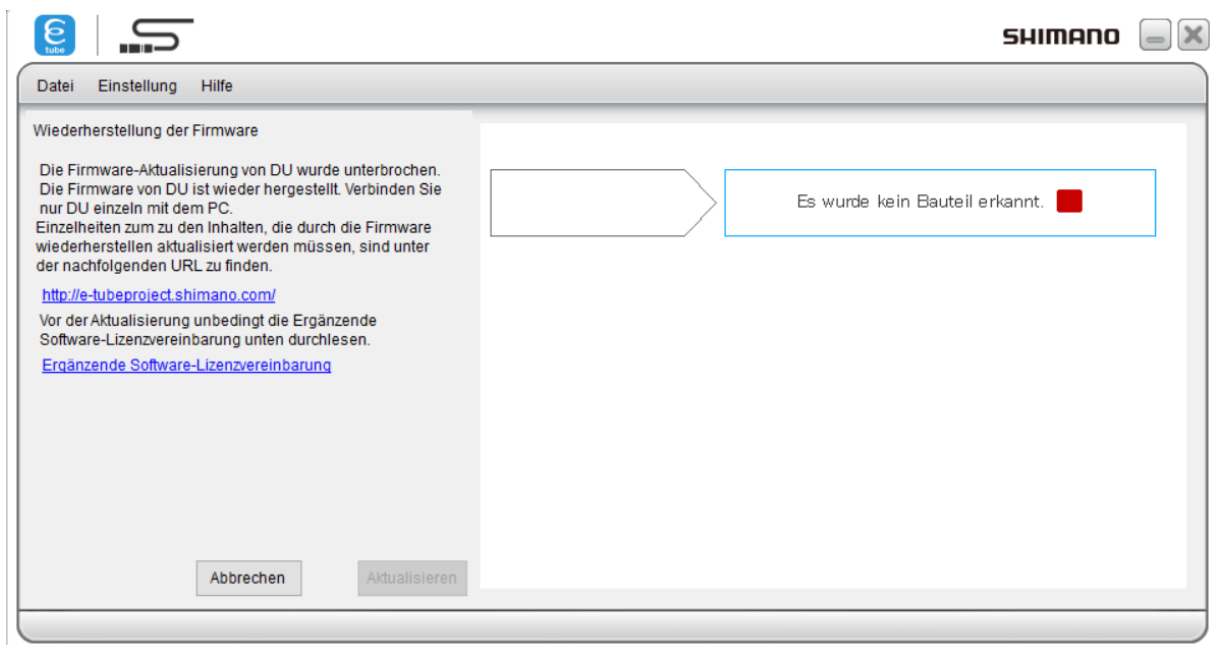 e
tube
S
SHIMANO
Datei Einstellung Hilfe
Wiederherstellung der Firmware
Die Firmware-Aktualisierung von DU wurde unterbrochen.
Die Firmware von DU ist wieder hergestellt. Verbinden Sie
nur DU einzeln mit dem PC.
Einzelheiten zum zu den Inhalten, die durch die Firmware
wiederherstellen aktualisiert werden müssen, sind unter
der nachfolgenden URL zu finden.
http://e-tubeproject.shimano.com/
Vor der Aktualisierung unbedingt die Ergänzende
Software-Lizenzvereinbarung unten durchlesen.
Ergänzende Software-Lizenzvereinbarung
Abbrechen Aktualisieren
Es wurde kein Bauteil erkannt.